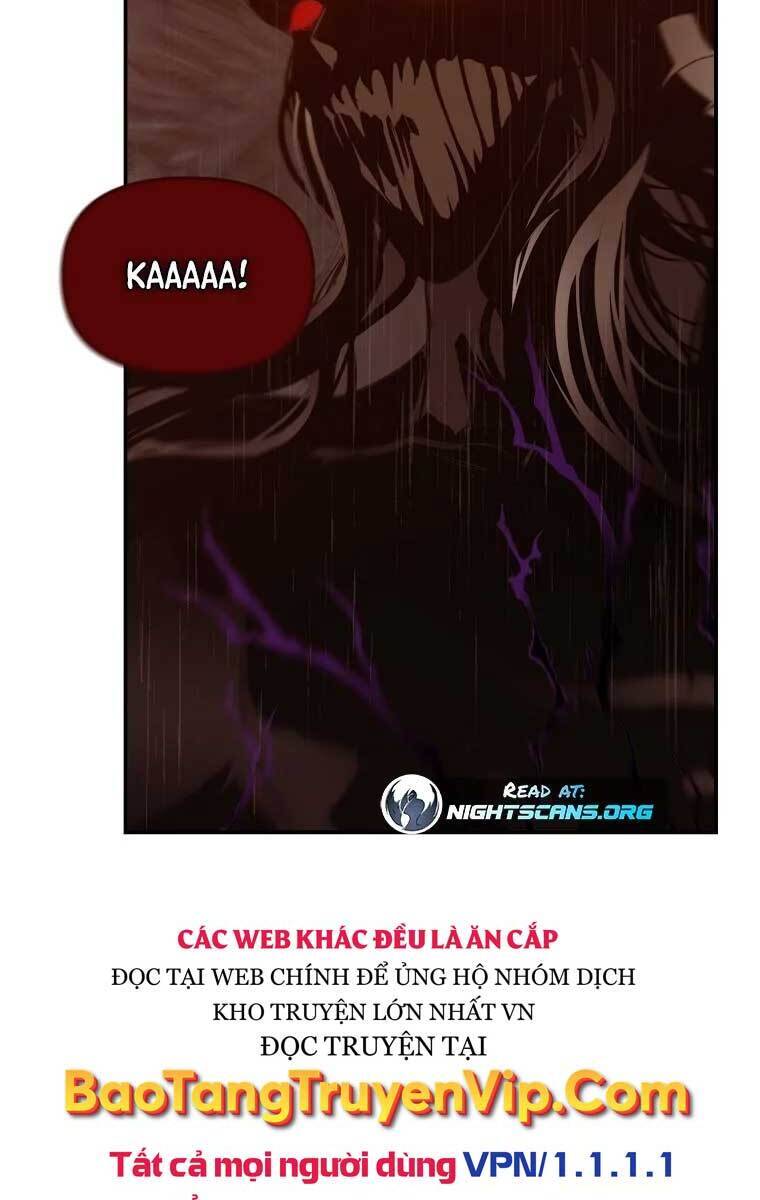 KAAAAA!
READ AT:
NIGHTSCANS.ORG
CÁC WEB KHÁC ĐỀU LÀ ĂN CẮP
ĐỌC TẠI WEB CHÍNH ĐỂ ỦNG HỘ NHÓM DỊCH
KHO TRUYỆN LỚN NHẤT VN
ĐỌC TRUYỆN TẠI
BaoTangTruyenVip.Com
Tất cả mọi người dùng VPN/1.1.1.1